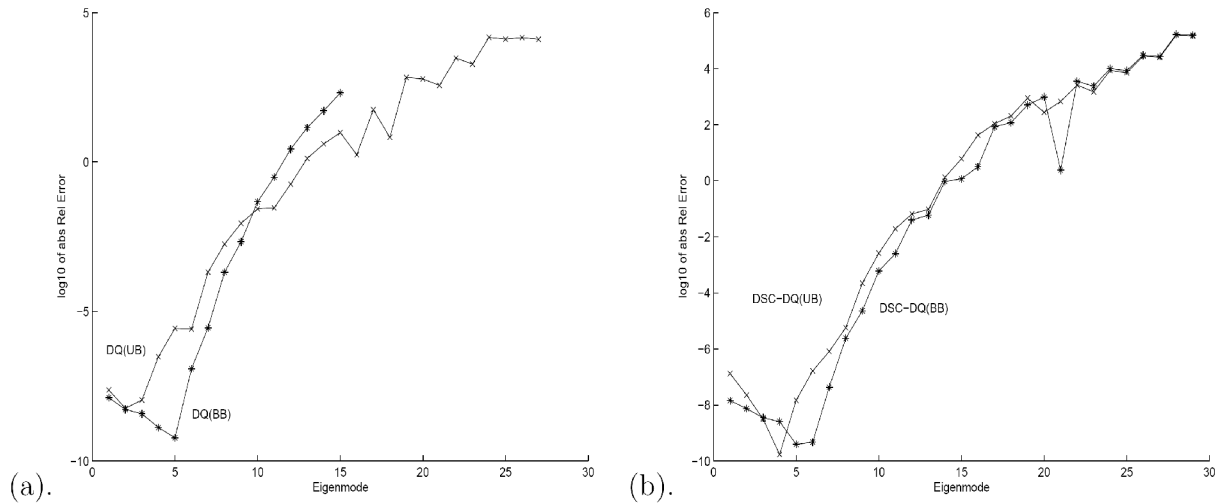 5
0
−5
−10
0
5
10
15
20
25
30
log10 of abs Rel Error
Eigenmode
DQ(UB)
DQ(BB)
(a).
6
4
2
0
−2
−4
−6
−8
−10
0
5
10
15
20
25
30
log10 of abs Rel Error
Eigenmode
DSC−DQ(UB)
DSC−DQ(BB)
(b).